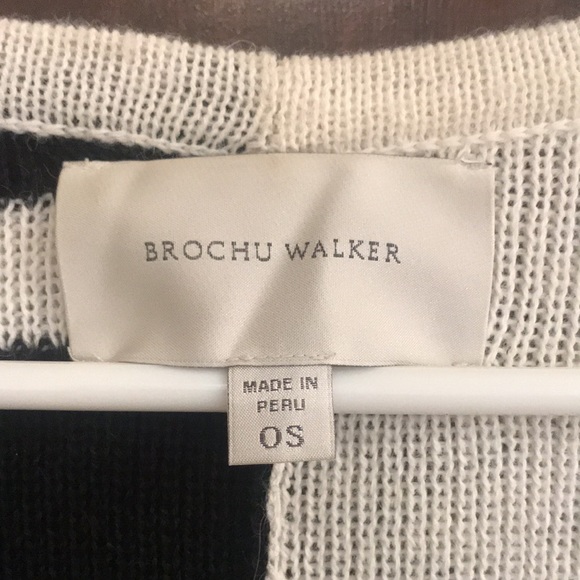 BROCHU WALKER
MADE IN
PERU
OS